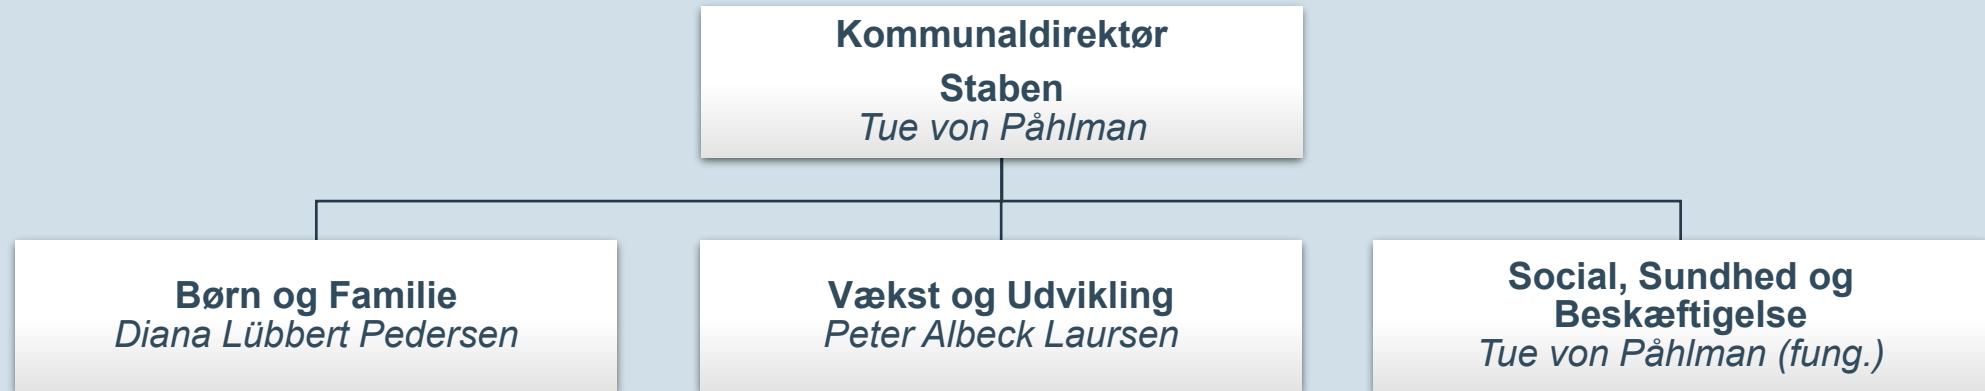 Kommunaldirektør
Staben
Tue von Påhlman
Børn og Familie
Diana Lübbert Pedersen
Vækst og Udvikling
Peter Albeck Laursen
Social, Sundhed og
Beskæftigelse
Tue von Påhlman (fung.)